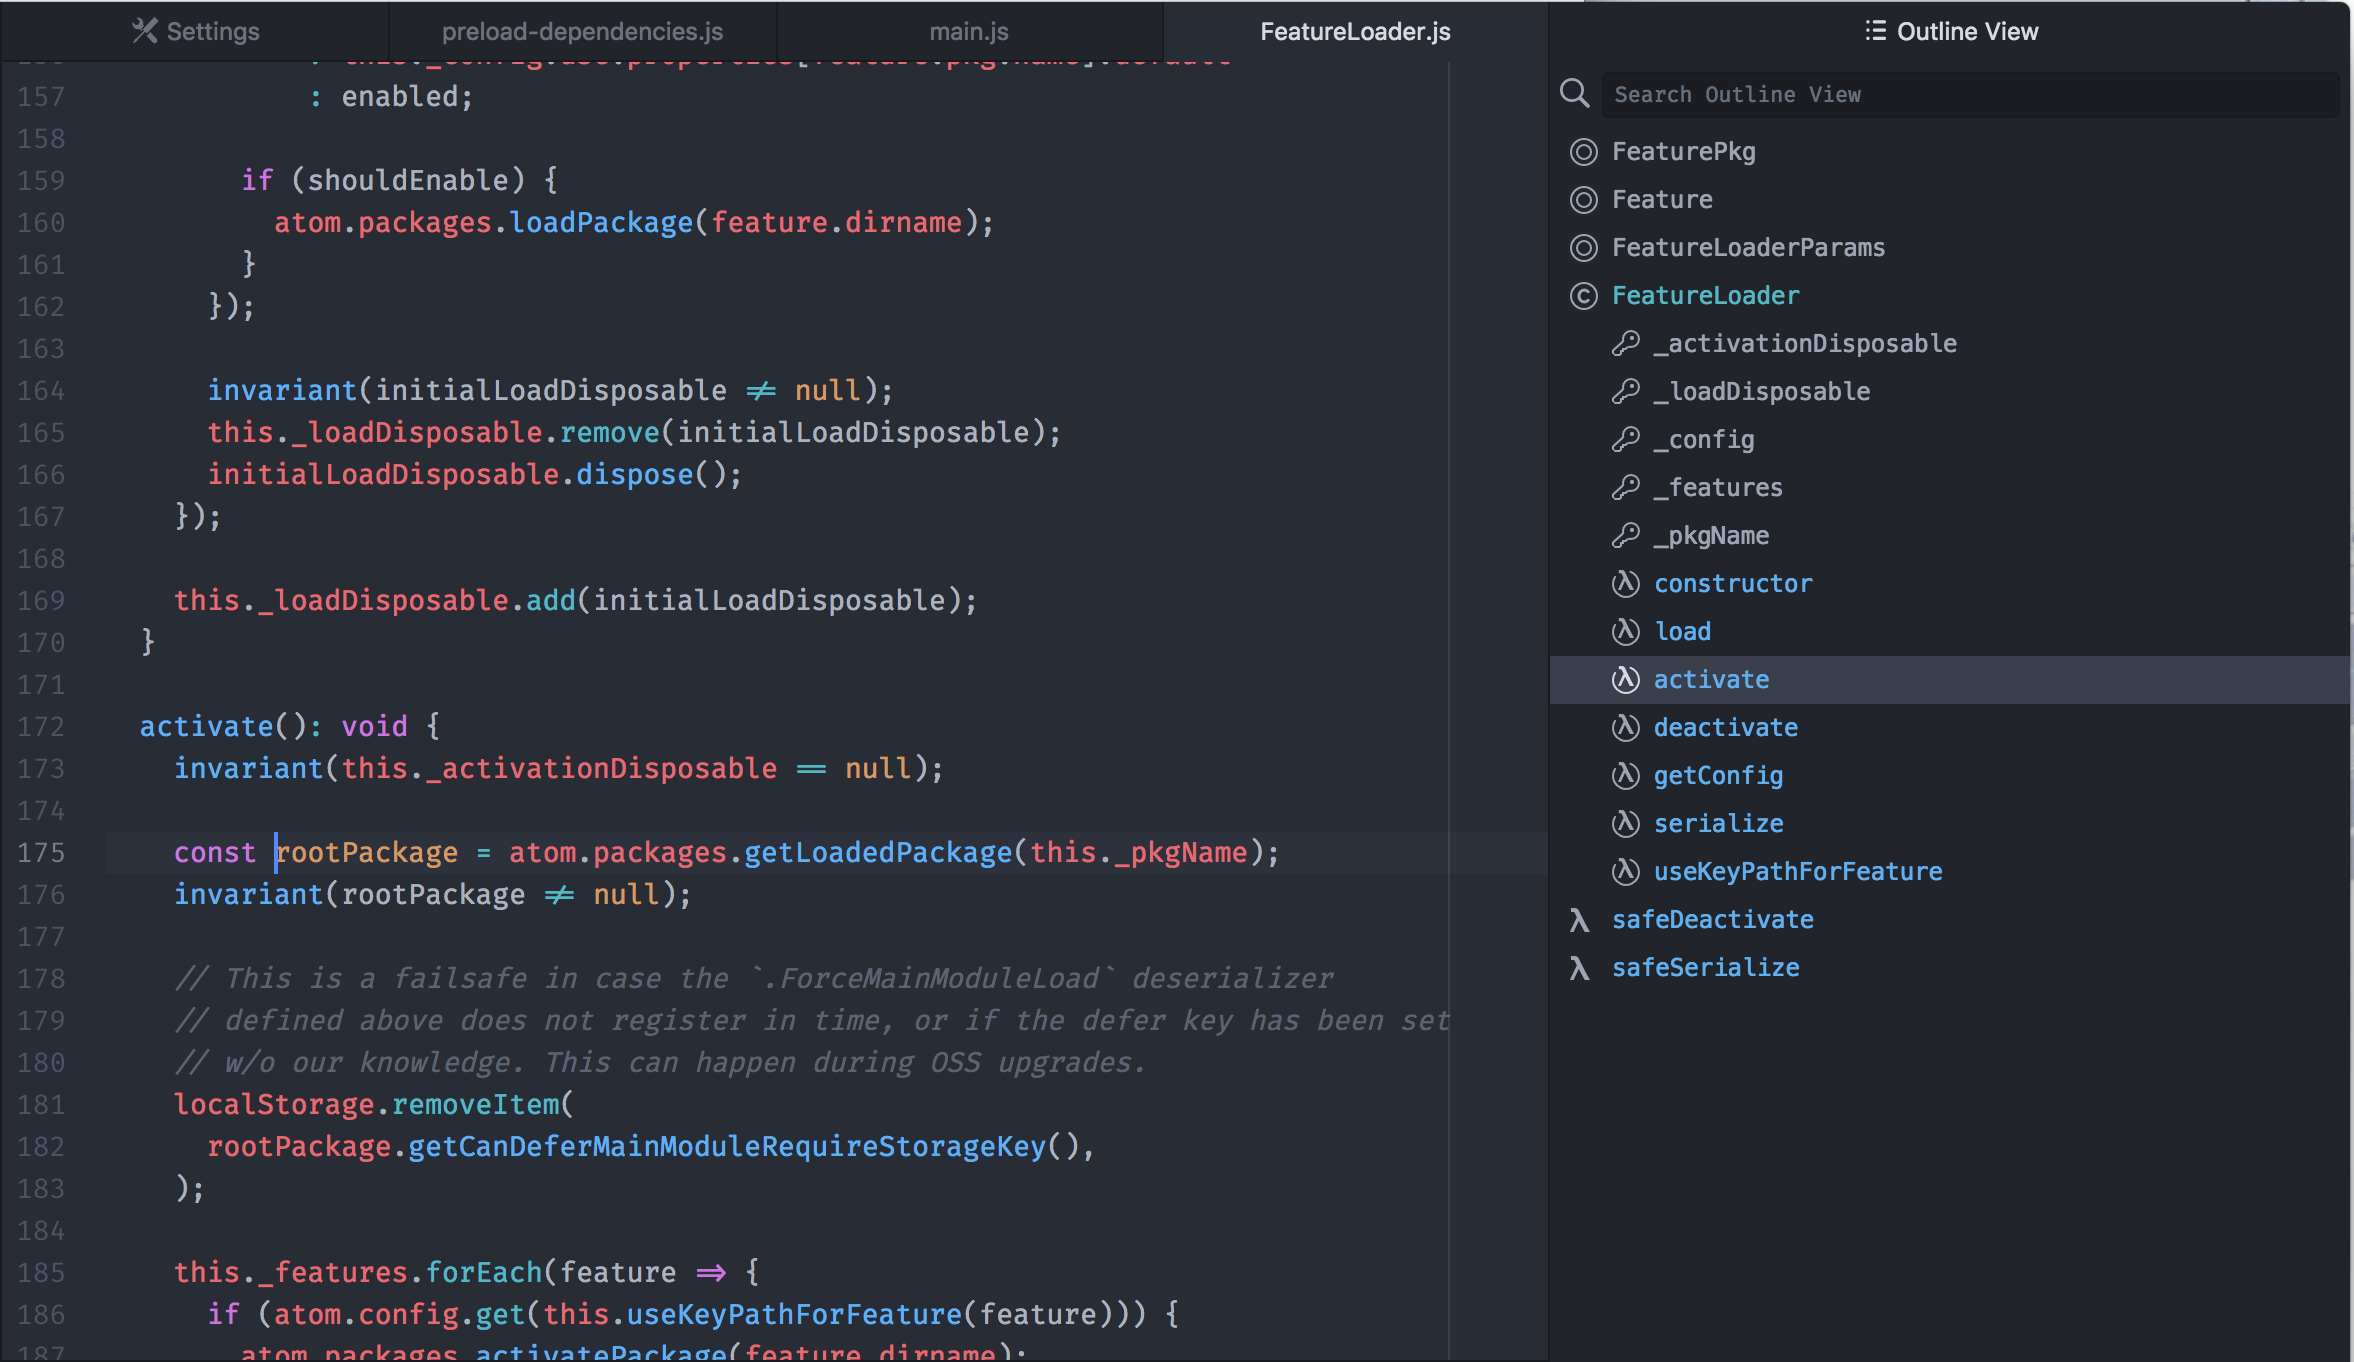 Settings
preload-dependencies.js
main.js
FeatureLoader.js
157 : enabled;
158
159 if (shouldEnable) {
160 atom.packages.loadPackage(feature.dirname);
161 }
162 });
163
164 invariant(initialLoadDisposable != null);
165 this._loadDisposable.remove(initialLoadDisposable);
166 initialLoadDisposable.dispose();
167 });
168
169 this._loadDisposable.add(initialLoadDisposable);
170 }
171
172 activate(): void {
173 invariant(this._activationDisposable == null);
174
175 const rootPackage = atom.packages.getLoadedPackage(this._pkgName);
176 invariant(rootPackage != null);
177
178 // This is a failsafe in case the `.ForceMainModuleLoad` deserializer
179 // defined above does not register in time, or if the defer key has been set
180 // w/o our knowledge. This can happen during OSS upgrades.
181 localStorage.removeItem(
182 rootPackage.getCanDeferMainModuleRequireStorageKey(),
183 );
184
185 this._features.forEach(feature => {
186 if (atom.config.get(this.useKeyPathForFeature(feature))) {
187 atom.packages.activatePackage(feature.dirname);
Outline View
Search Outline View
FeaturePkg
Feature
FeatureLoaderParams
C FeatureLoader
_activationDisposable
_loadDisposable
_config
_features
_pkgName
λ constructor
λ load
λ activate
λ deactivate
λ getConfig
λ serialize
λ useKeyPathForFeature
λ safeDeactivate
λ safeSerialize